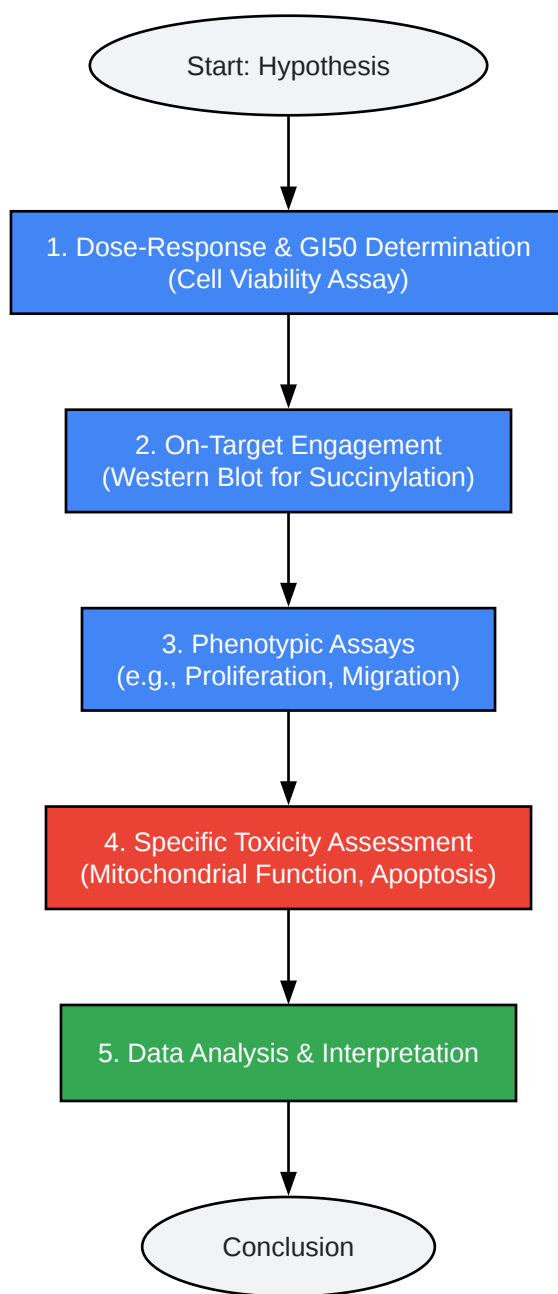 Start: Hypothesis
1. Dose-Response & GI50 Determination
(Cell Viability Assay)
2. On-Target Engagement
(Western Blot for Succinylation)
3. Phenotypic Assays
(e.g., Proliferation, Migration)
4. Specific Toxicity Assessment
(Mitochondrial Function, Apoptosis)
5. Data Analysis & Interpretation
Conclusion